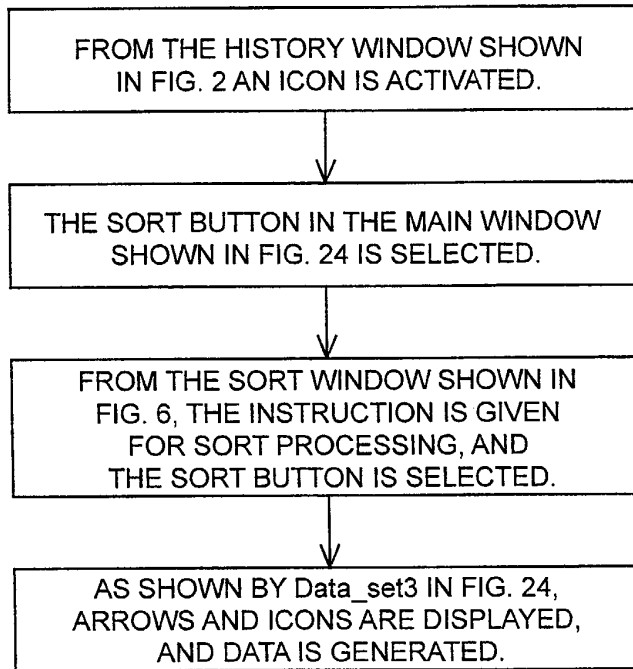 FROM THE HISTORY WINDOW SHOWN
IN FIG. 2 AN ICON IS ACTIVATED.
THE SORT BUTTON IN THE MAIN WINDOW
SHOWN IN FIG. 24 IS SELECTED.
FROM THE SORT WINDOW SHOWN IN
FIG. 6, THE INSTRUCTION IS GIVEN
FOR SORT PROCESSING, AND
THE SORT BUTTON IS SELECTED.
AS SHOWN BY Data_set3 IN FIG. 24,
ARROWS AND ICONS ARE DISPLAYED,
AND DATA IS GENERATED.